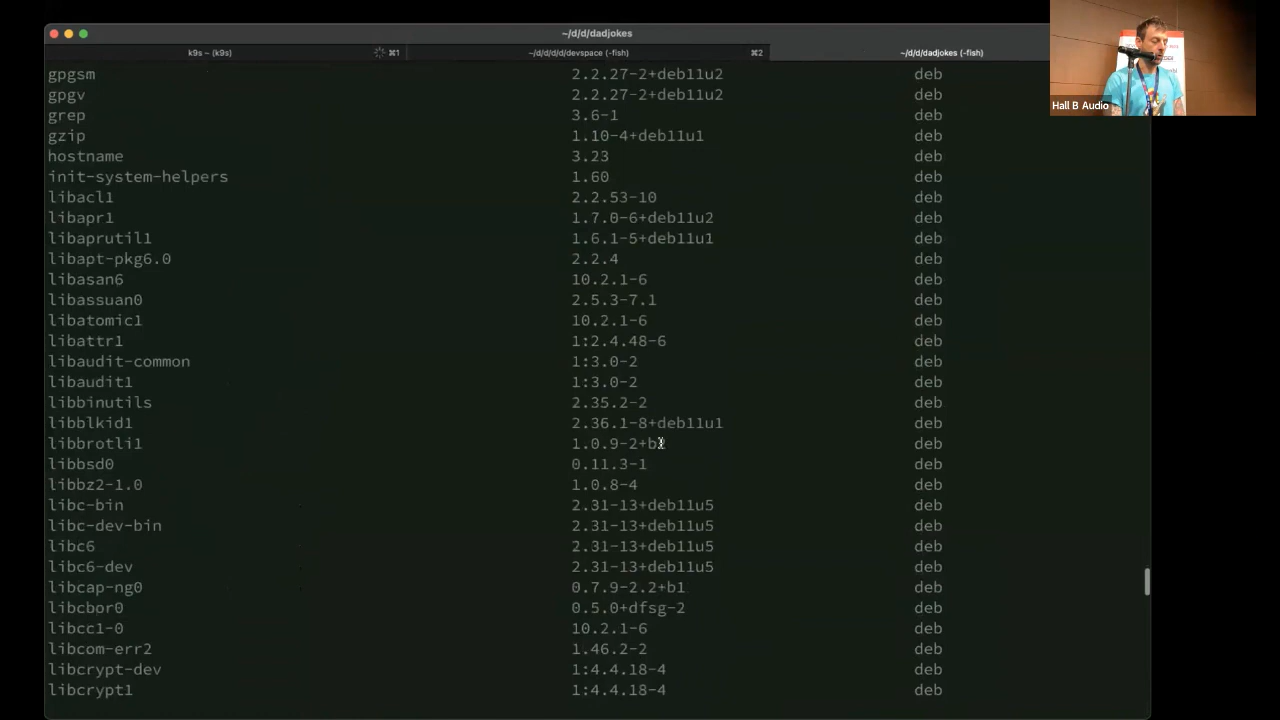 ~/d/d/dadjokes
k9s – (k9s) ⌘1 ~/d/d/d/d/devspace (-fish) ⌘2 ~/d/d/dadjokes (-fish)
gpgsm 2.2.27-2+deb11u2 deb
gpgv 2.2.27-2+deb11u2 deb
grep 3.6-1 deb
gzip 1.10-4+deb11u1 deb
hostname 3.23 deb
init-system-helpers 1.60 deb
libacl1 2.2.53-10 deb
libapr1 1.7.0-6+deb11u2 deb
libaprutil1 1.6.1-5+deb11u1 deb
libapt-pkg6.0 2.2.4 deb
libasan6 10.2.1-6 deb
libassuan0 2.5.3-7.1 deb
libatomic1 10.2.1-6 deb
libattr1 1:2.4.48-6 deb
libaudit-common 1:3.0-2 deb
libaudit1 1:3.0-2 deb
libbinutils 2.35.2-2 deb
libblkid1 2.36.1-8+deb11u1 deb
libbrotli1 deb
libbsd0 0.11.3-1 deb
libbz2-1.0 1.0.8-4 deb
libc-bin 2.31-13+deb11u5 deb
libc-dev-bin 2.31-13+deb11u5 deb
libc6 2.31-13+deb11u5 deb
libc6-dev 2.31-13+deb11u5 deb
libcap-ng0 0.7.9-2.2+b1 deb
libcbor0 0.5.0+dfsg-2 deb
libcc1-0 10.2.1-6 deb
libcom-err2 1.46.2-2 deb
libcrypt-dev 1:4.4.18-4 deb
libcrypt1 1:4.4.18-4 deb
Hall B Audio